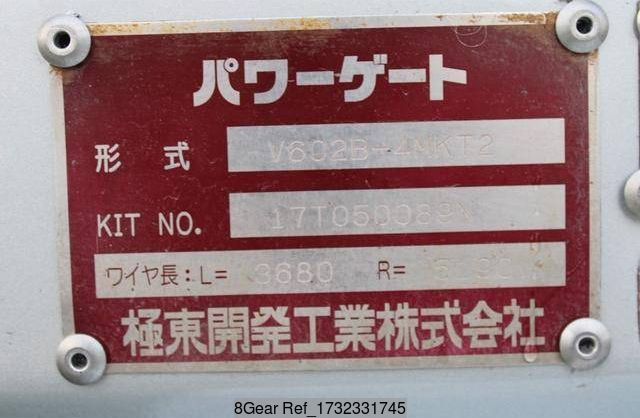 パワーゲート
形式 V602B-4MKT2
KIT NO. 17T050089N
ワイヤ長:L= 3680 R=
極東開発工業株式会社
8Gear Ref_1732331745